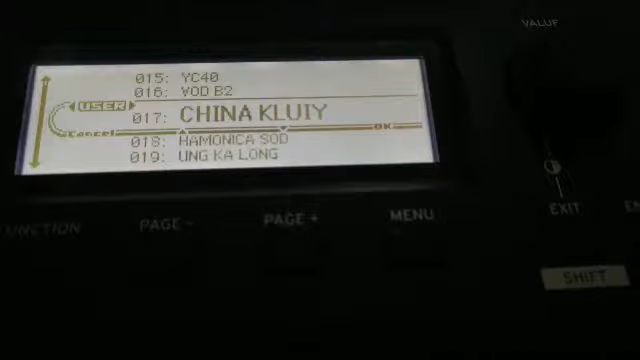 VALUE
015: YC40
016: VOD B2
USER
017: CHINA KLUIY
Cancel
OK
018: HAMONICA SOD
019: UNG KA LONG
FUNCTION
PAGE -
PAGE +
MENU
EXIT
SHIFT